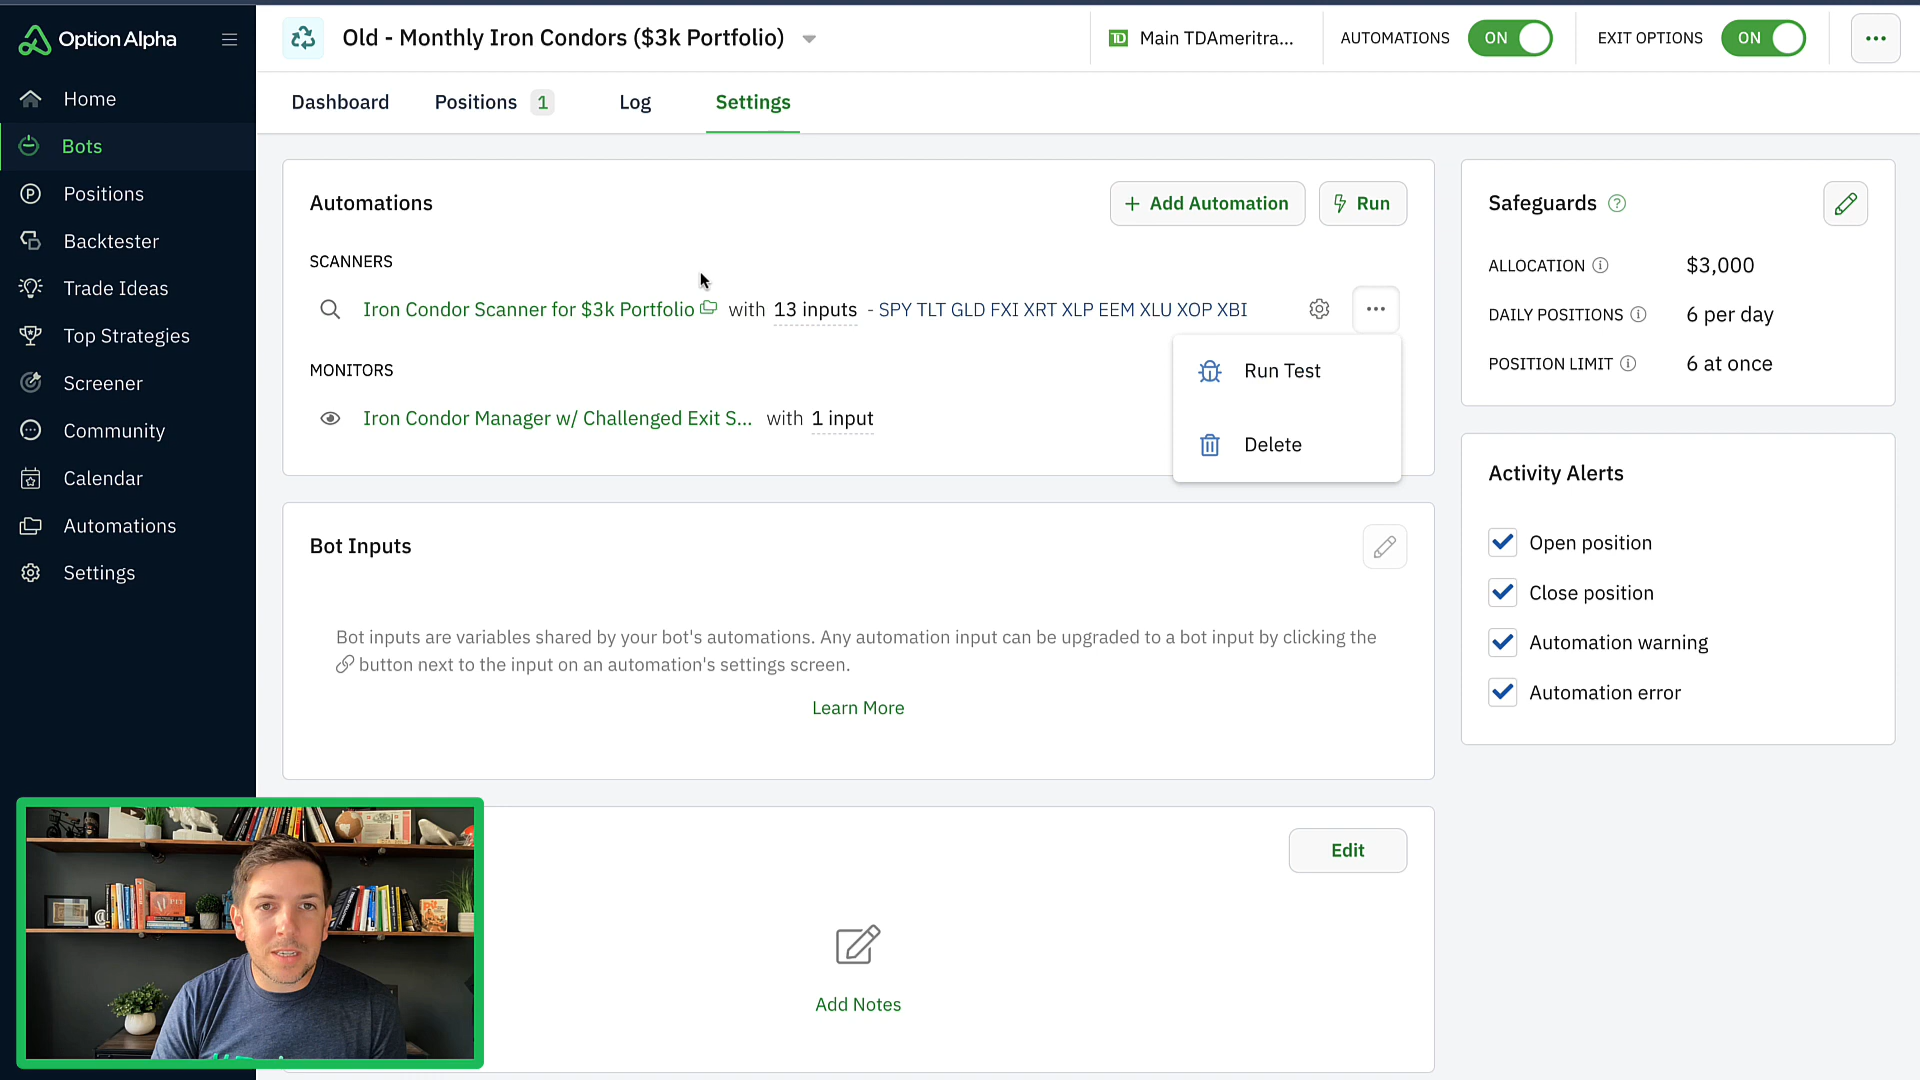 Option Alpha
Old - Monthly Iron Condors ($3k Portfolio)
TD Main TDAmeritra...
AUTOMATIONS ON
EXIT OPTIONS ON
Home
Bots
Positions
Backtester
Trade Ideas
Top Strategies
Screener
Community
Calendar
Automations
Settings
Dashboard Positions 1 Log Settings
Automations
+ Add Automation
Run
SCANNERS
Iron Condor Scanner for $3k Portfolio with 13 inputs - SPY TLT GLD FXI XRT XLP EEM XLU XOP XBI
MONITORS
Iron Condor Manager w/ Challenged Exit S... with 1 input
Run Test
Delete
Bot Inputs
Bot inputs are variables shared by your bot's automations. Any automation input can be upgraded to a bot input by clicking the
button next to the input on an automation's settings screen.
Learn More
Edit
Add Notes
Safeguards
ALLOCATION $3,000
DAILY POSITIONS 6 per day
POSITION LIMIT 6 at once
Activity Alerts
Open position
Close position
Automation warning
Automation error